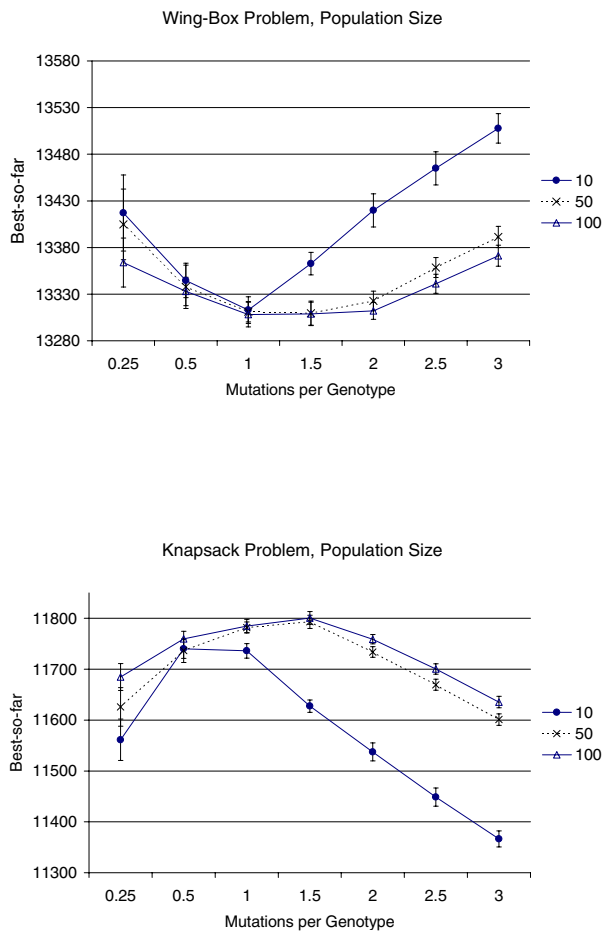 Wing-Box Problem, Population Size
13580
13530
13480
13430
13380
13330
13280
Best-so-far
0.25 0.5 1 1.5 2 2.5 3
Mutations per Genotype
10
50
100
Knapsack Problem, Population Size
11800
11700
11600
11500
11400
11300
Best-so-far
0.25 0.5 1 1.5 2 2.5 3
Mutations per Genotype
10
50
100